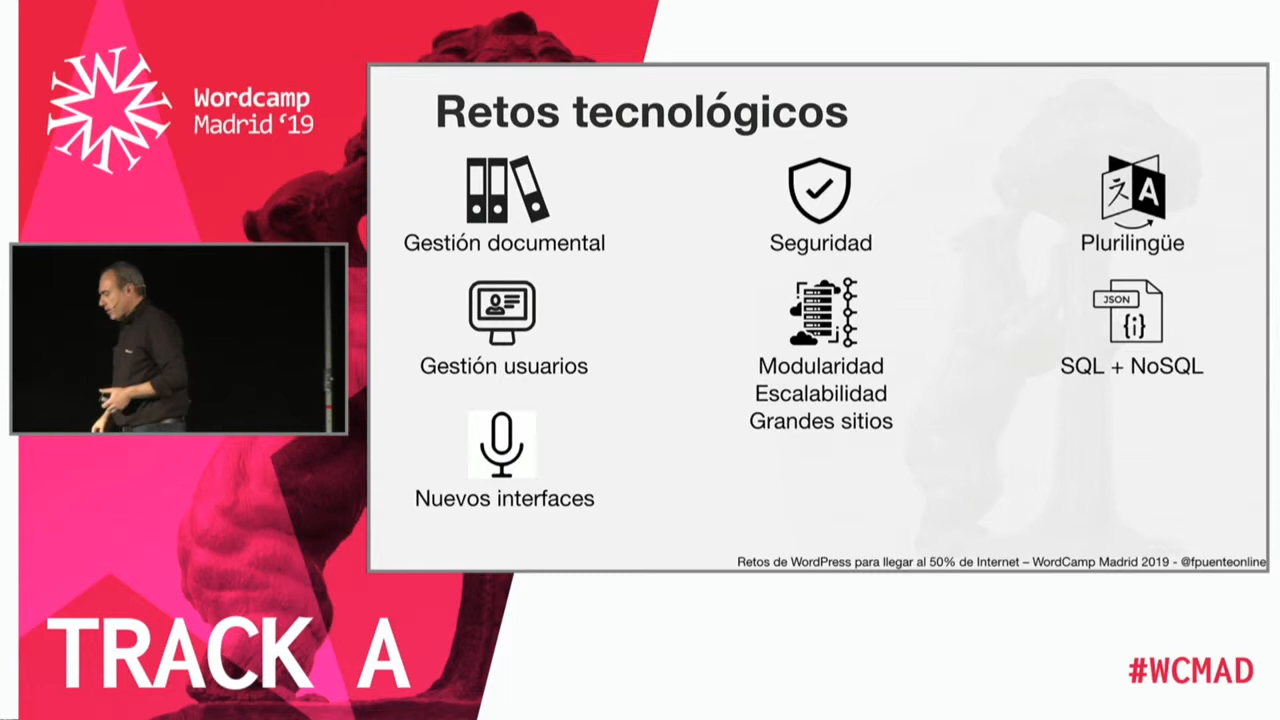 Wordcamp
Madrid ‘19
Retos tecnológicos
Gestión documental
Seguridad
Plurilingüe
Gestión usuarios
Modularidad
Escalabilidad
Grandes sitios
JSON
{i}
SQL + NoSQL
Nuevos interfaces
Retos de WordPress para llegar al 50% de Internet – WordCamp Madrid 2019 - @fpuenteonline
TRACK A
#WCMAD